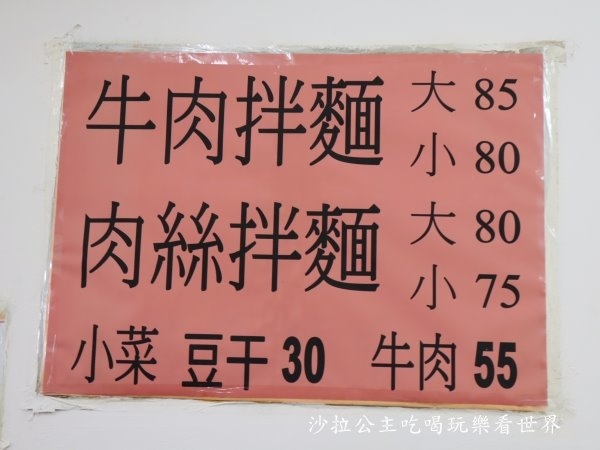 牛肉拌麵 大 85
小 80
肉絲拌麵 大 80
小 75
小菜 豆干 30 牛肉 55
沙拉公主吃喝玩樂看世界